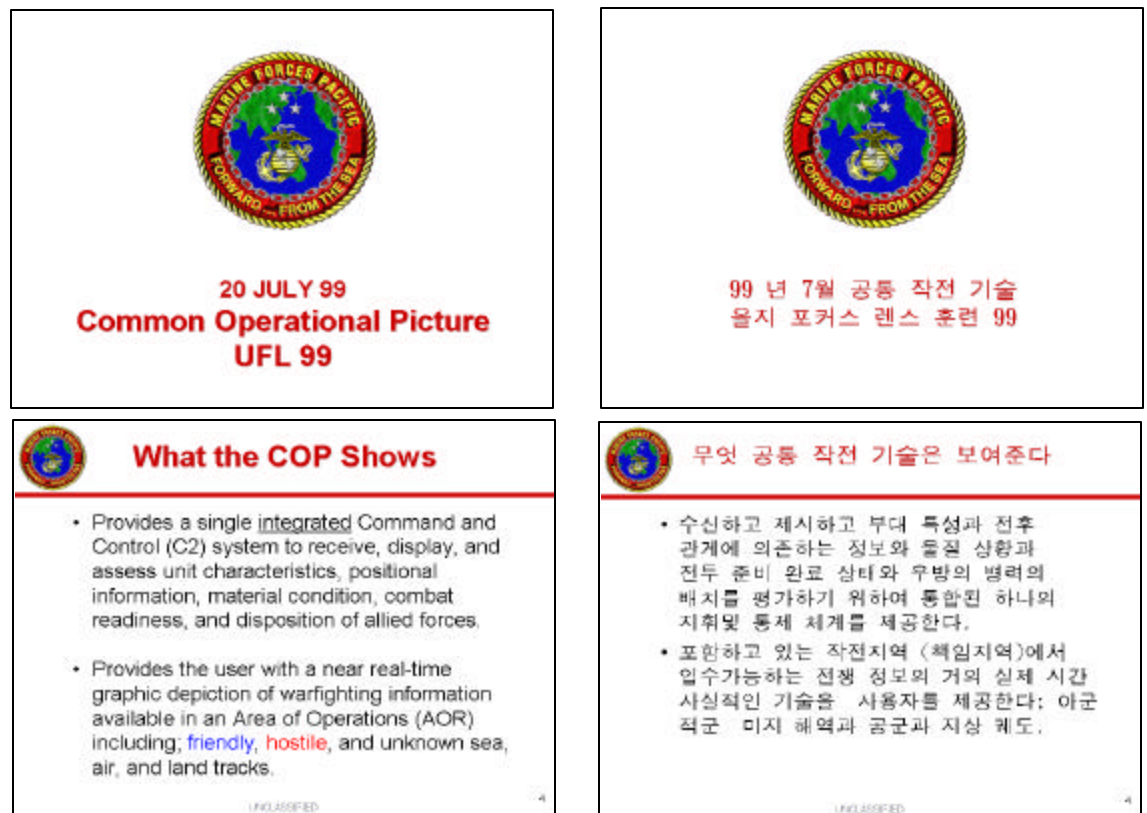 MARINE FORCES PACIFIC
FORWARD ... FROM THE SEA
20 JULY 99
Common Operational Picture
UFL 99
MARINE FORCES PACIFIC
FORWARD ... FROM THE SEA
99 년 7월 공통 작전 기술
을지 포커스 렌스 훈련 99
What the COP Shows
• Provides a single integrated Command and
Control (C2) system to receive, display, and
assess unit characteristics, positional
information, material condition, combat
readiness, and disposition of allied forces.
• Provides the user with a near real-time
graphic depiction of warfighting information
available in an Area of Operations (AOR)
including; friendly, hostile, and unknown sea,
air, and land tracks.
UNCLASSIFIED
4
무엇 공통 작전 기술은 보여준다
• 수신하고 제시하고 부대 특성과 전후
관계에 의존하는 정보와 물질 상황과
전투 준비 완료 상태와 우방의 병력의
배치를 평가하기 위하여 통합된 하나의
지휘및 통제 체계를 제공한다.
• 포함하고 있는 작전지역 (책임지역)에서
입수가능하는 전쟁 정보의 거의 실제 시간
사실적인 기술을 사용자를 제공한다: 아군
적군 미지 해역과 공군과 지상 궤도.
UNCLASSIFIED
4